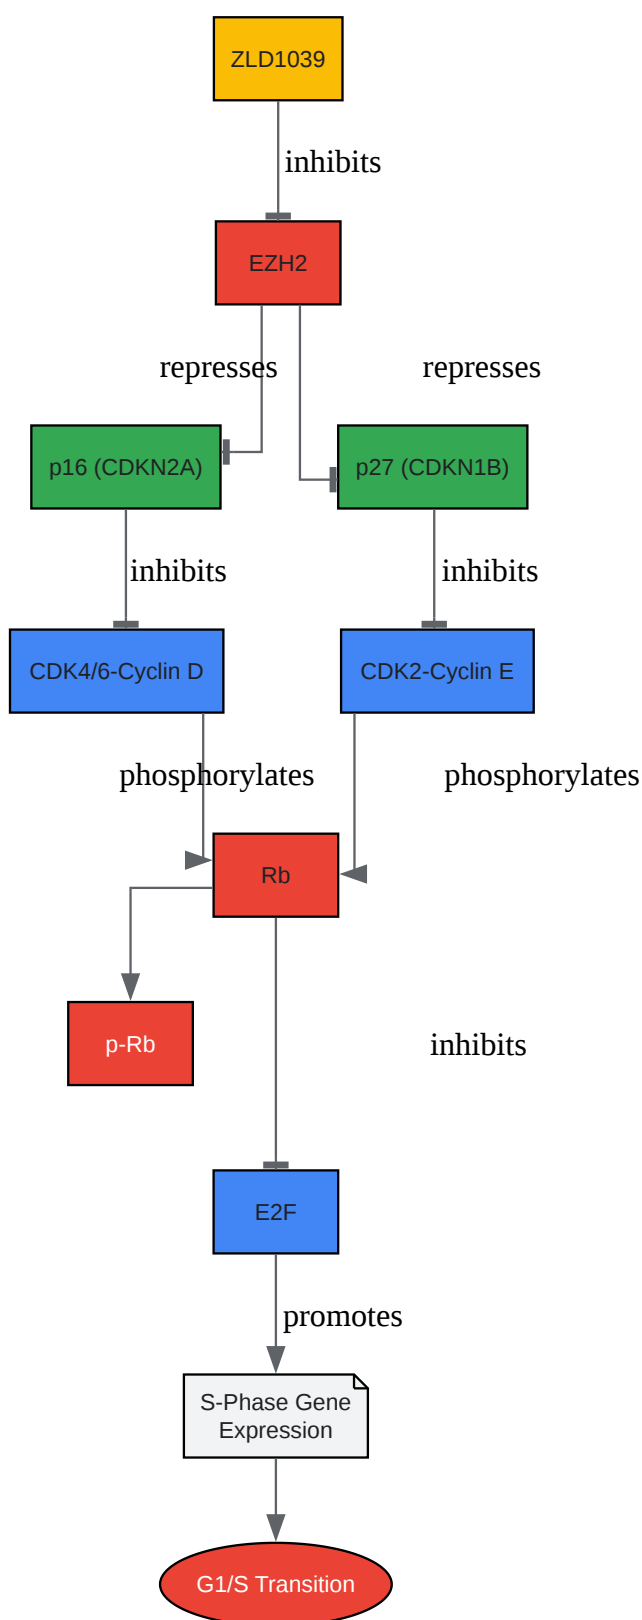 ZLD1039
inhibits
EZH2
represses
represses
p16 (CDKN2A)
p27 (CDKN1B)
inhibits
inhibits
CDK4/6-Cyclin D
CDK2-Cyclin E
phosphorylates
phosphorylates
Rb
p-Rb
inhibits
E2F
promotes
S-Phase Gene
Expression
G1/S Transition